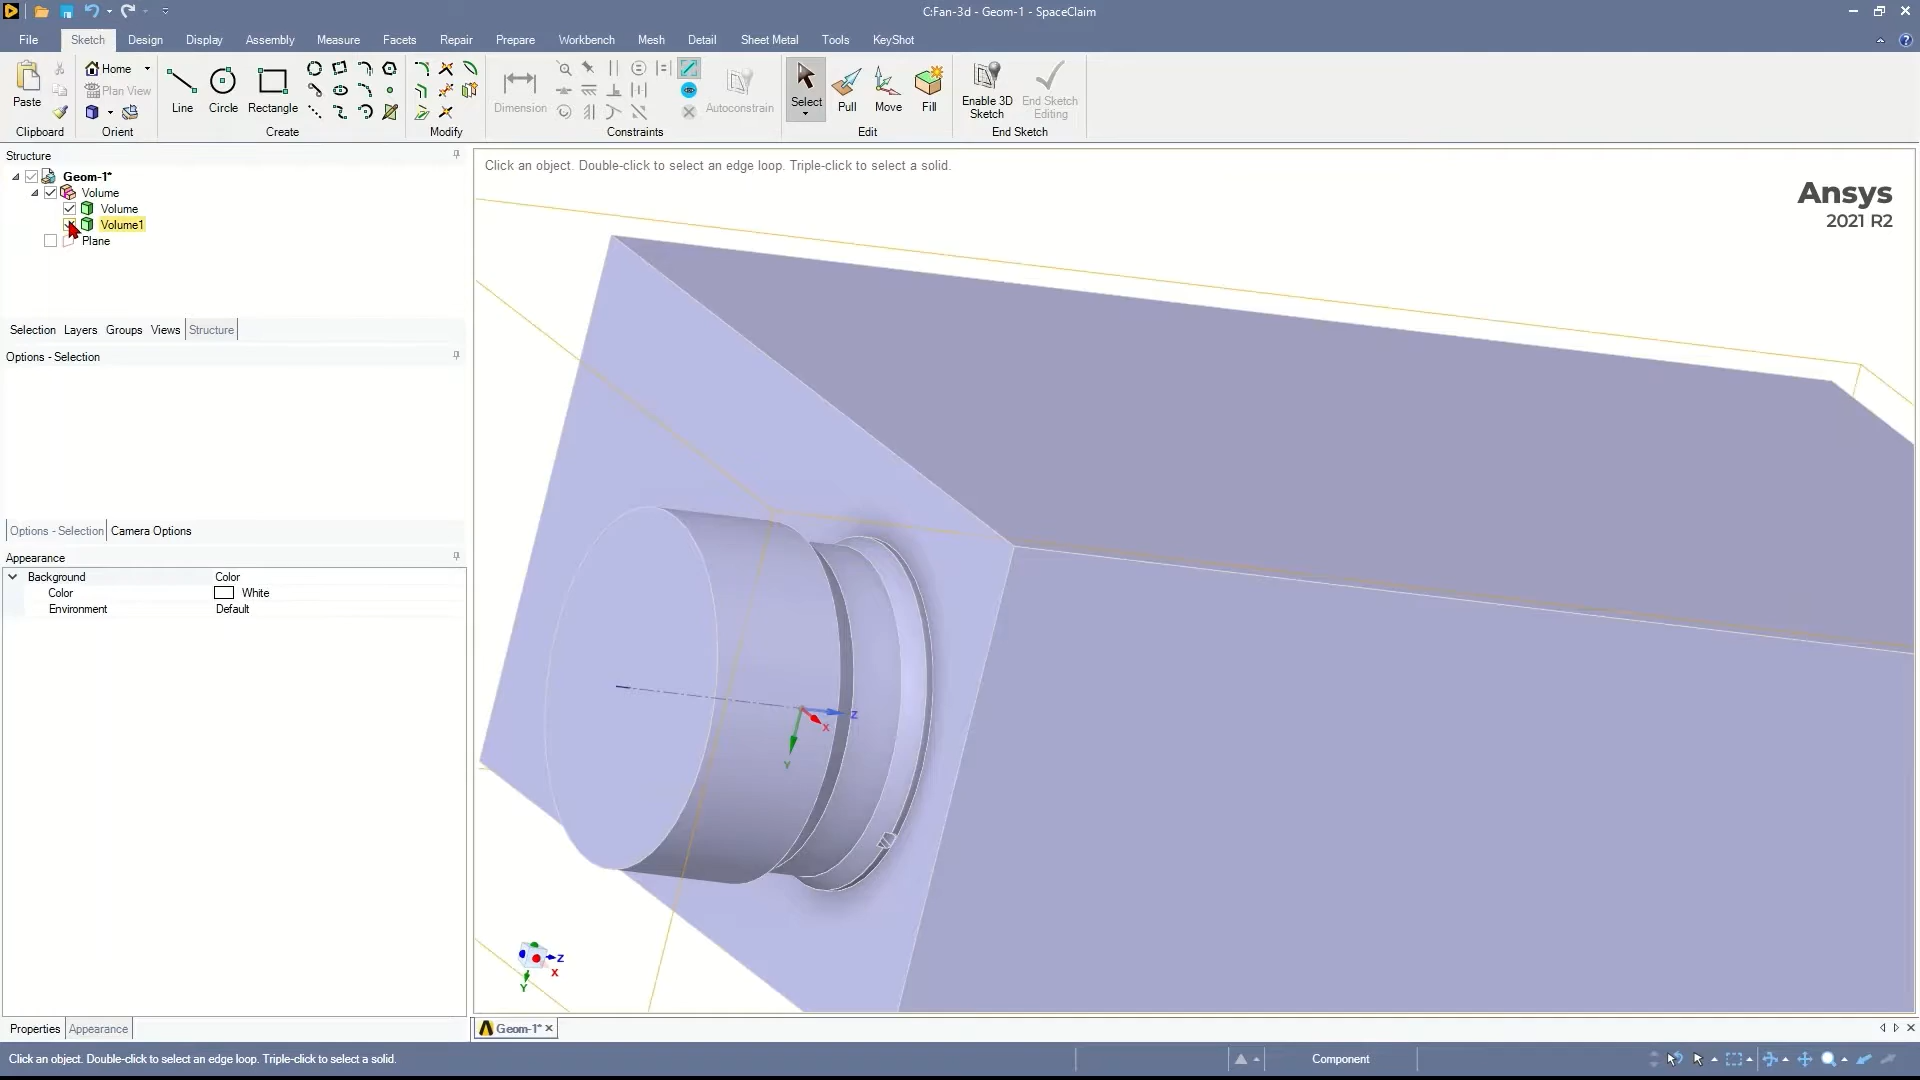 C:Fan-3d - Geom-1 - SpaceClaim
File Sketch Design Display Assembly Measure Facets Repair Prepare Workbench Mesh Detail Sheet Metal Tools KeyShot
Home
Plan View
Paste
Line Circle Rectangle
Dimension
Autoconstrain
Select Pull Move Fill
Enable 3D Sketch
End Sketch Editing
Clipboard Orient Create Modify Constraints Edit End Sketch
Structure
Geom-1*
Volume
Volume
Volume1
Plane
Selection Layers Groups Views Structure
Options - Selection
Options - Selection Camera Options
Appearance
Background Color
Color White
Environment Default
Properties Appearance
Click an object. Double-click to select an edge loop. Triple-click to select a solid.
Ansys
2021 R2
Z
X
Y
Z
X
Y
Geom-1*
Click an object. Double-click to select an edge loop. Triple-click to select a solid.
Component